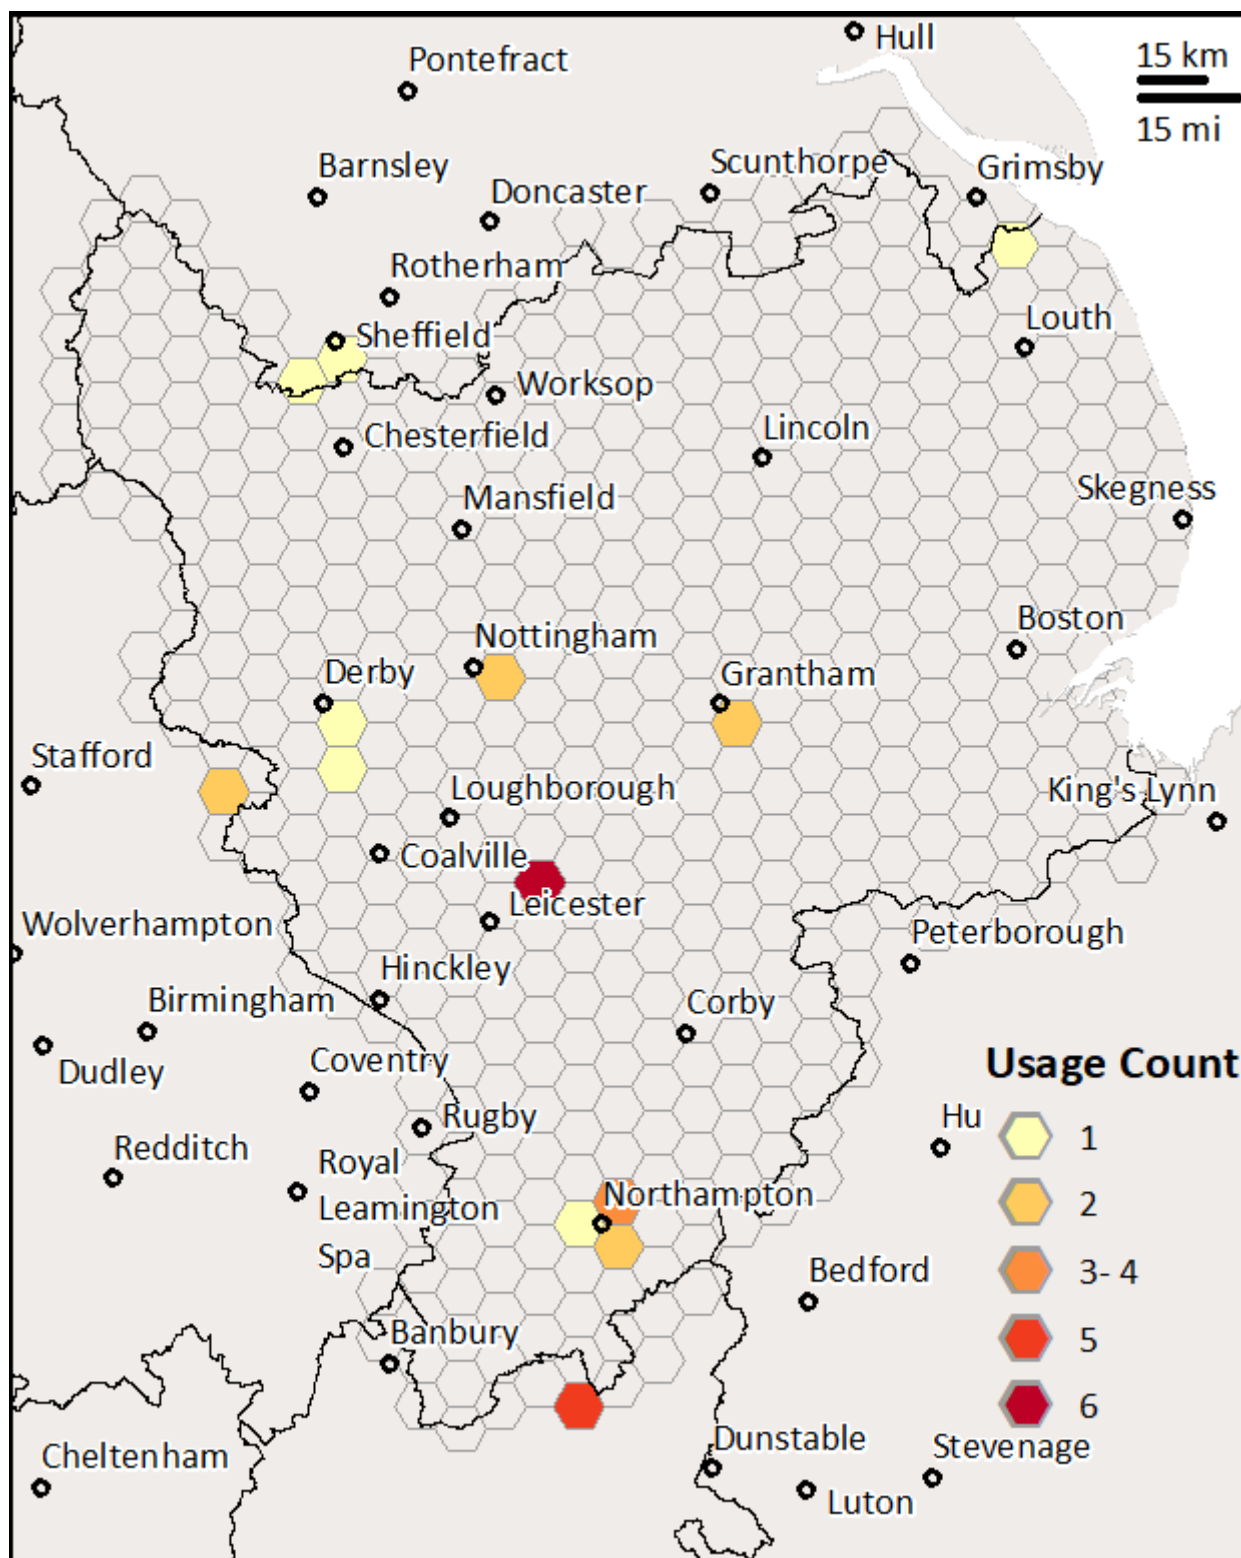 Hull
15 km
Pontefract
15 mi
Barnsley
Scunthorpe
Grimsby
Doncaster
Rotherham
Louth
Sheffield
Worksop
Lincoln
Chesterfield
Skegness
Mansfield
Boston
Nottingham
Derby
Grantham
Stafford
Loughborough
King's Lynn
Coalville
Leicester
Wolverhampton
Peterborough
Hinckley
Birmingham
Corby
Dudley
Coventry
Usage Count
Rugby
Hu
1
Redditch
Royal
Leamington
Spa
Northampton
2
Bedford
3- 4
Banbury
5
6
Dunstable
Stevenage
Cheltenham
Luton